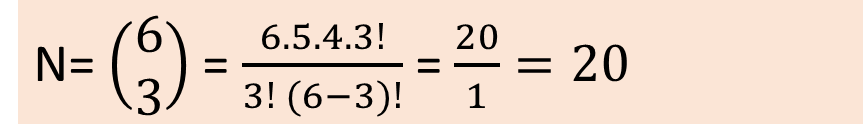 N= (6 3) = 6.5.4.3! / 3! (6−3)! = 20 / 1 = 20